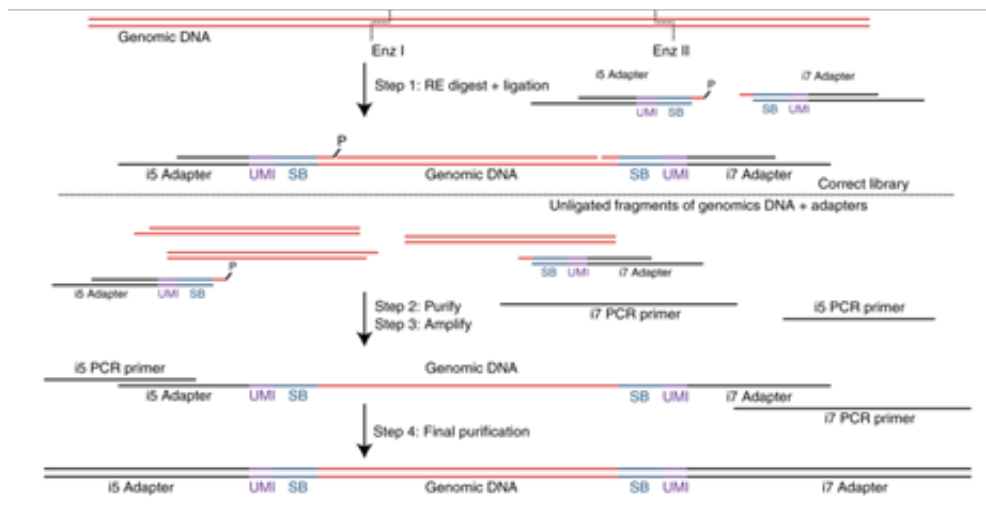 Genomic DNA
Enz I
Enz II
Step 1: RE digest + ligation
i5 Adapter
P
i7 Adapter
UMI SB
SB UMI
P
i5 Adapter UMI SB Genomic DNA SB UMI i7 Adapter
Correct library
Unligated fragments of genomics DNA + adapters
P
i5 Adapter UMI SB
SB UMI i7 Adapter
Step 2: Purify
Step 3: Amplify
i7 PCR primer
i5 PCR primer
i5 PCR primer
Genomic DNA
i5 Adapter UMI SB
SB UMI i7 Adapter
i7 PCR primer
Step 4: Final purification
i5 Adapter UMI SB Genomic DNA SB UMI i7 Adapter